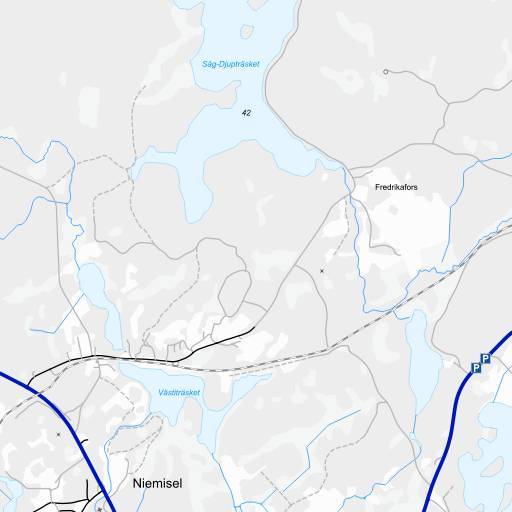 Såg-Djupträsket
42
Fredrikafors
P
P
Västiträsket
Niemisel